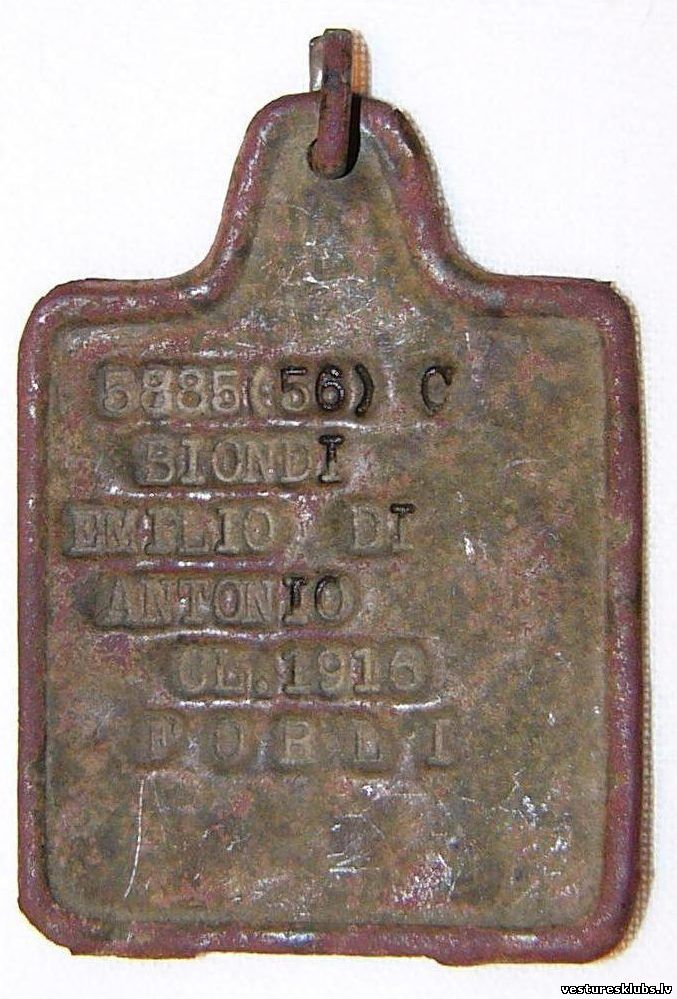 5885(56) C
BIONDI
EMILIO DI
ANTONIO
CL.1916
FORLI
vesturesklubs.lv